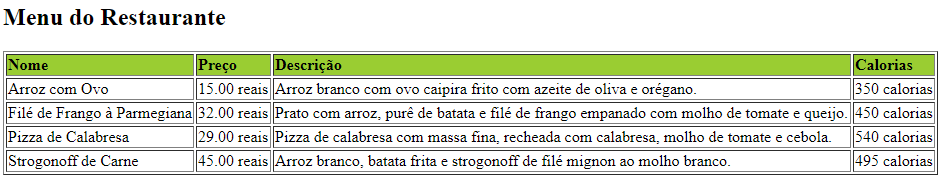 Menu do Restaurante
Nome Preço Descrição Calorias
Arroz com Ovo 15.00 reais Arroz branco com ovo caipira frito com azeite de oliva e orégano. 350 calorias
Filé de Frango à Parmegiana 32.00 reais Prato com arroz, purê de batata e filé de frango empanado com molho de tomate e queijo. 450 calorias
Pizza de Calabresa 29.00 reais Pizza de calabresa com massa fina, recheada com calabresa, molho de tomate e cebola. 540 calorias
Strogonoff de Carne 45.00 reais Arroz branco, batata frita e strogonoff de filé mignon ao molho branco. 495 calorias